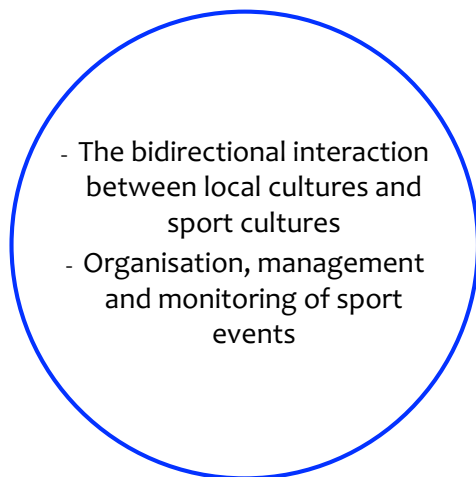 - The bidirectional interaction
between local cultures and
sport cultures
- Organisation, management
and monitoring of sport
events